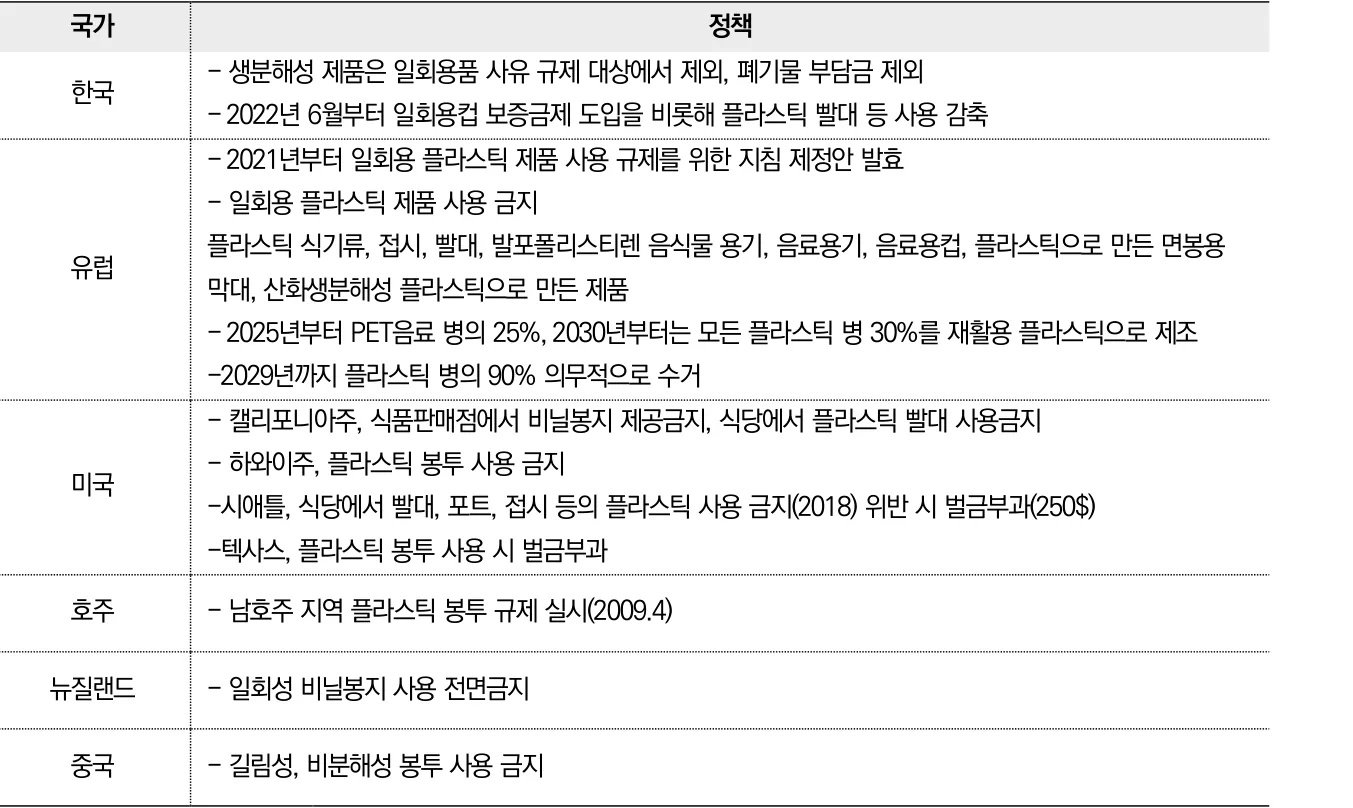 국가 정책
한국
- 생분해성 제품은 일회용품 사유 규제 대상에서 제외, 폐기물 부담금 제외
- 2022년 6월부터 일회용컵 보증금제 도입을 비롯해 플라스틱 빨대 등 사용 감축
유럽
- 2021년부터 일회용 플라스틱 제품 사용 규제를 위한 지침 제정안 발효
- 일회용 플라스틱 제품 사용 금지
플라스틱 식기류, 접시, 빨대, 발포폴리스티렌 음식물 용기, 음료용기, 음료용컵, 플라스틱으로 만든 면봉용
막대, 산화생분해성 플라스틱으로 만든 제품
- 2025년부터 PET음료 병의 25%, 2030년부터는 모든 플라스틱 병 30%를 재활용 플라스틱으로 제조
-2029년까지 플라스틱 병의 90% 의무적으로 수거
미국
- 캘리포니아주, 식품판매점에서 비닐봉지 제공금지, 식당에서 플라스틱 빨대 사용금지
- 하와이주, 플라스틱 봉투 사용 금지
-시애틀, 식당에서 빨대, 포트, 접시 등의 플라스틱 사용 금지(2018) 위반 시 벌금부과(250$)
-텍사스, 플라스틱 봉투 사용 시 벌금부과
호주
- 남호주 지역 플라스틱 봉투 규제 실시(2009.4)
뉴질랜드
- 일회성 비닐봉지 사용 전면금지
중국
- 길림성, 비분해성 봉투 사용 금지